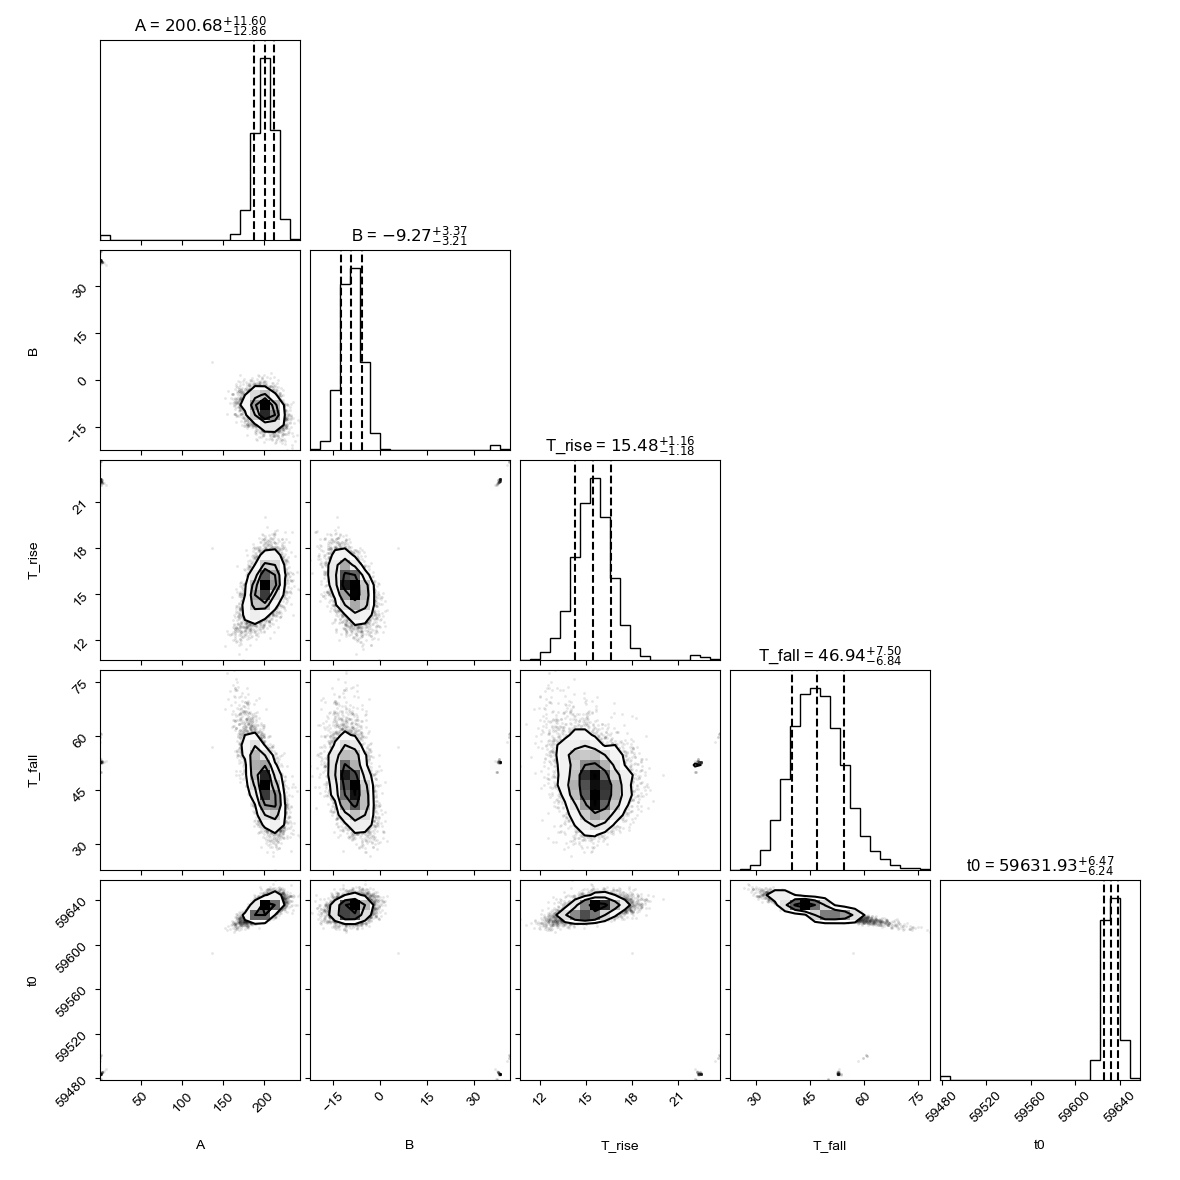 A = 200.68+11.60−12.86
B = −9.27+3.37−3.21
30
15
0
−15
B
T_rise = 15.48+1.16−1.18
21
18
15
12
T_rise
T_fall = 46.94+7.50−6.84
75
60
45
30
T_fall
t0 = 59631.93+6.47−6.24
59640
59600
59560
59520
59480
t0
50 100 150 200 −15 0 15 30 12 15 18 21 30 45 60 75 59480 59520 59560 59600 59640
A B T_rise T_fall t0